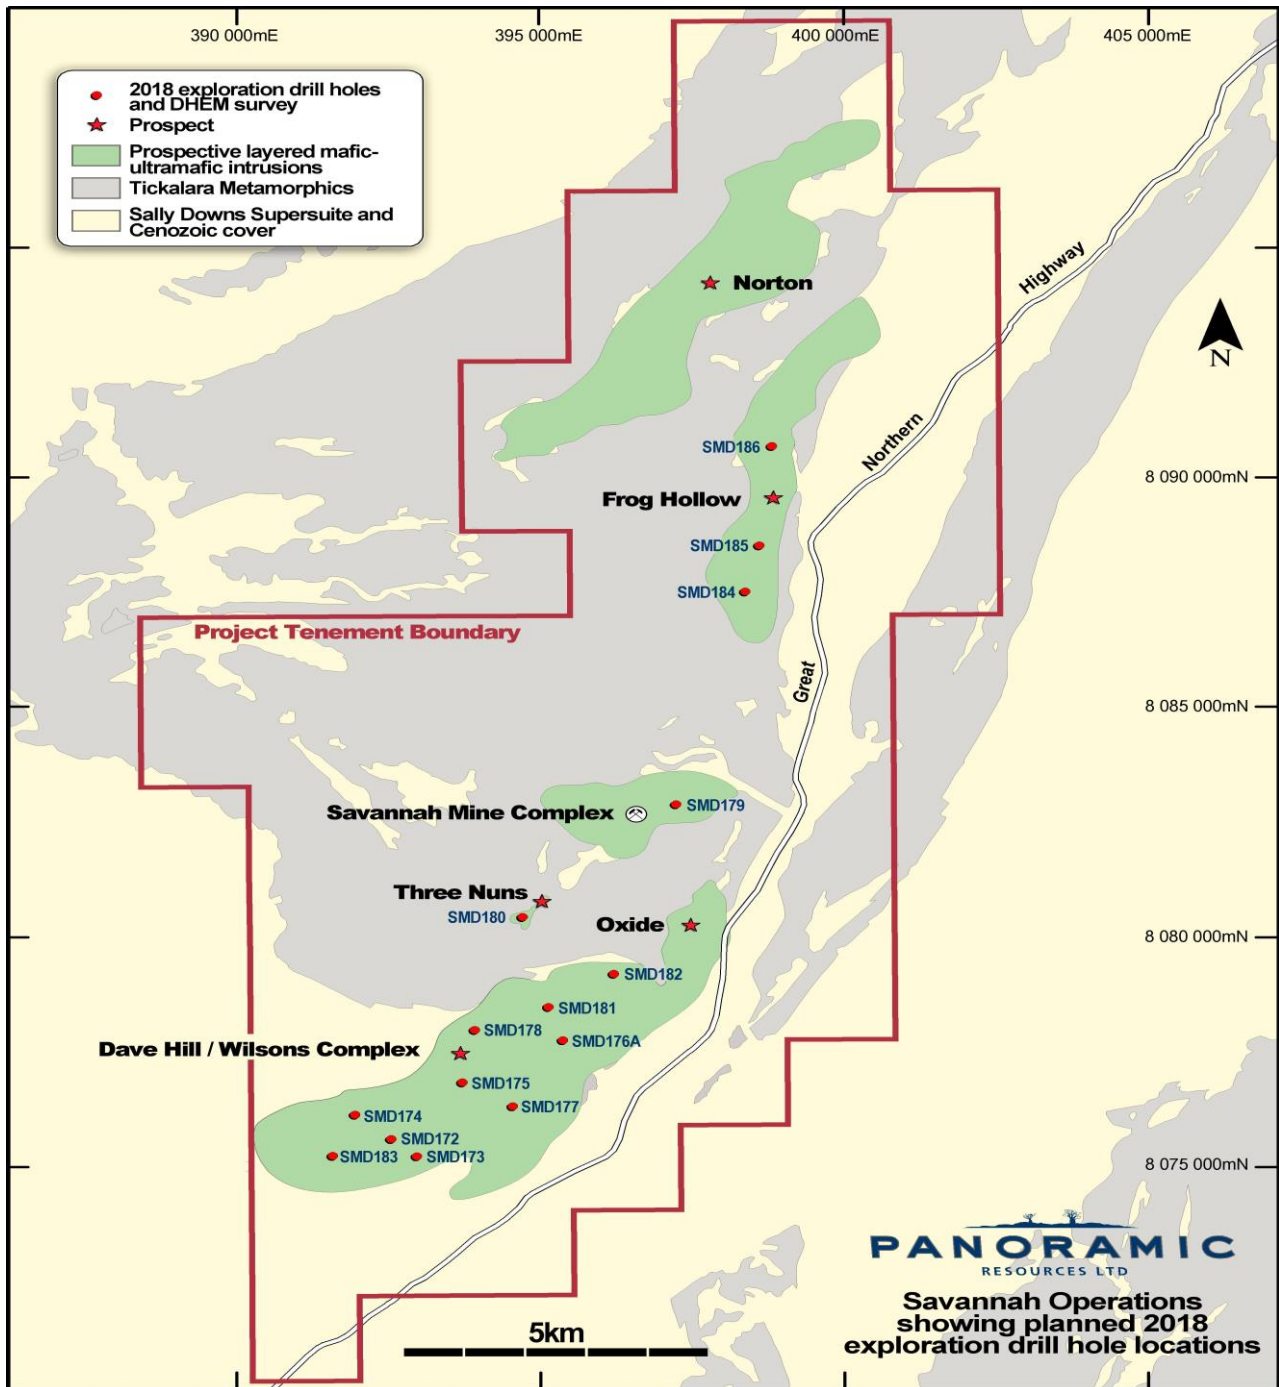 390 000mE
395 000mE
400 000mE
405 000mE
2018 exploration drill holes
and DHEM survey
Prospect
Prospective layered mafic-
ultramafic intrusions
Tickalara Metamorphics
Sally Downs Supersuite and
Cenozoic cover
Highway
Norton
N
Northern
SMD186
8 090 000mN
Frog Hollow
SMD185
SMD184
Project Tenement Boundary
Great
8 085 000mN
SMD179
Savannah Mine Complex
Three Nuns
SMD180
Oxide
8 080 000mN
SMD182
SMD181
SMD178
SMD176A
Dave Hill / Wilsons Complex
SMD175
SMD177
SMD174
SMD172
SMD183
SMD173
8 075 000mN
PANORAMIC
RESOURCES LTD
Savannah Operations
showing planned 2018
exploration drill hole locations
5km